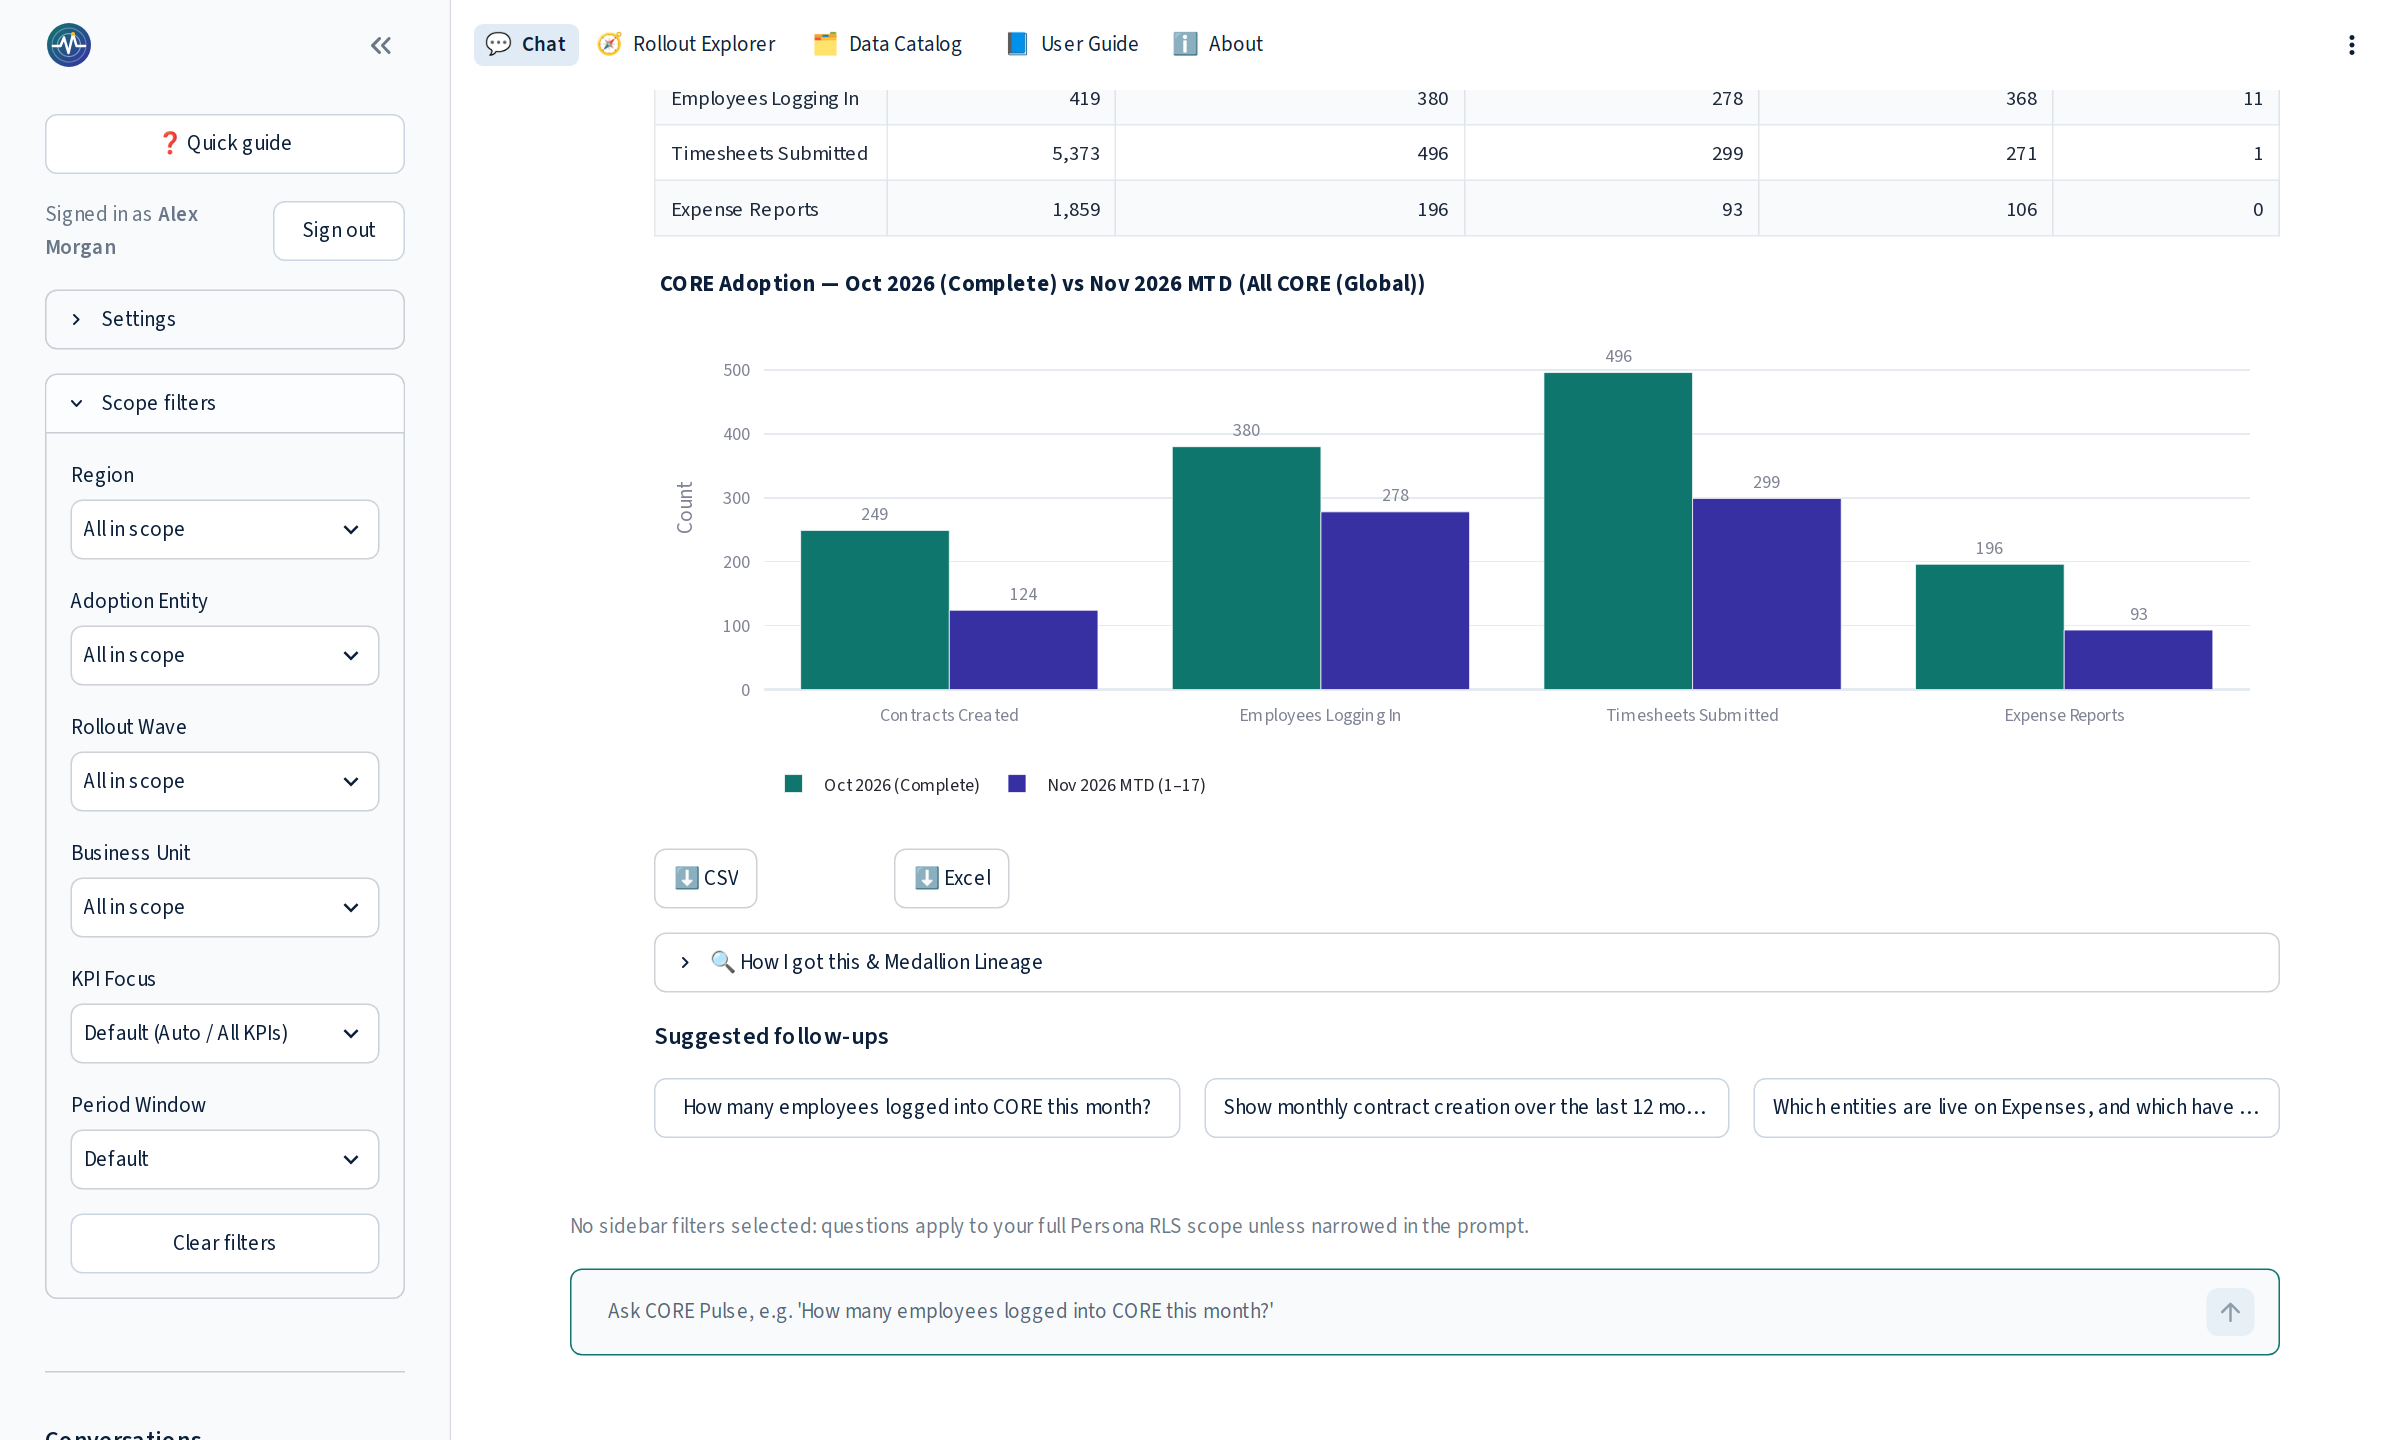 Chat
Rollout Explorer
Data Catalog
User Guide
About
Quick guide
Signed in as Alex
Morgan
Sign out
Settings
Scope filters
Region
All in scope
Adoption Entity
All in scope
Rollout Wave
All in scope
Business Unit
All in scope
KPI Focus
Default (Auto / All KPIs)
Period Window
Default
Clear filters
Conversations
Employees Logging In 419 380 278 368 11
Timesheets Submitted 5,373 496 299 271 1
Expense Reports 1,859 196 93 106 0
CORE Adoption — Oct 2026 (Complete) vs Nov 2026 MTD (All CORE (Global))
Count
500
400
300
200
100
0
249
124
380
278
496
299
196
93
Contracts Created
Employees Logging In
Timesheets Submitted
Expense Reports
Oct 2026 (Complete)
Nov 2026 MTD (1–17)
CSV
Excel
How I got this & Medallion Lineage
Suggested follow-ups
How many employees logged into CORE this month?
Show monthly contract creation over the last 12 mo...
Which entities are live on Expenses, and which have ...
No sidebar filters selected: questions apply to your full Persona RLS scope unless narrowed in the prompt.
Ask CORE Pulse, e.g. 'How many employees logged into CORE this month?'